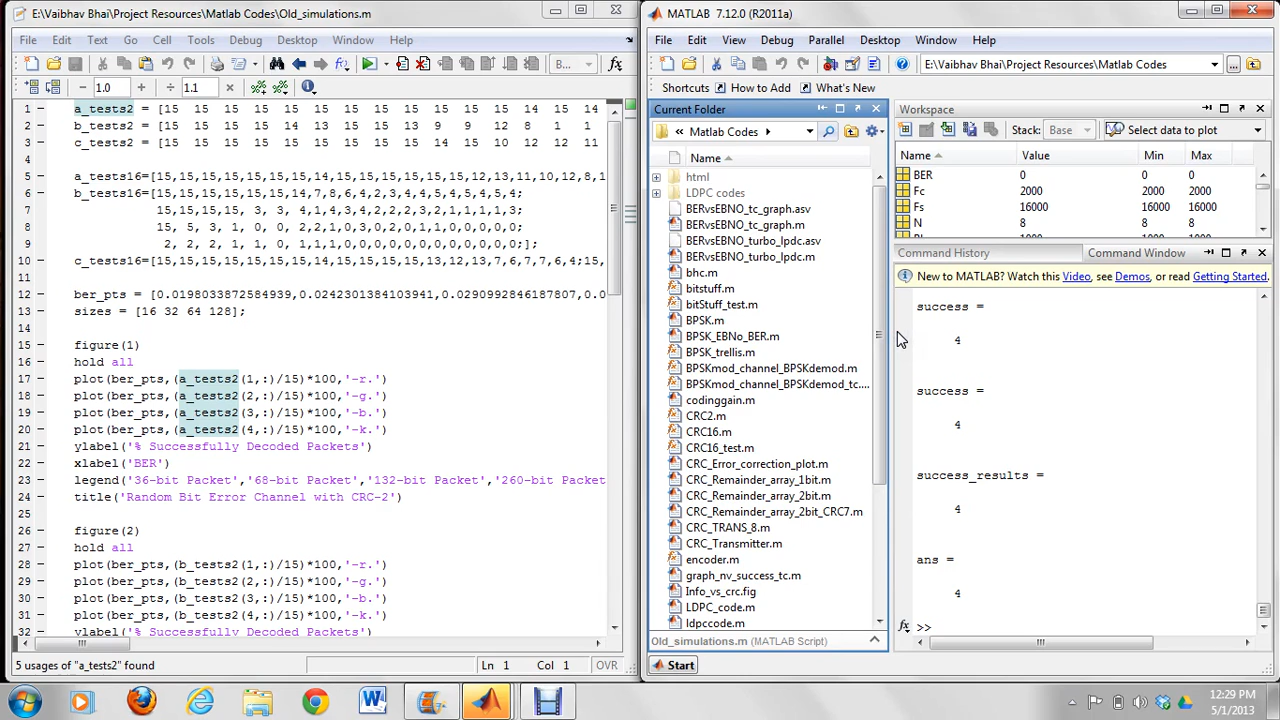 E:\Vaibhav Bhai\Project Resources\Matlab Codes\Old_simulations.m
File Edit Text Go Cell Tools Debug Desktop Window Help
B...
1.0 1.1
1 a_tests2 = [15 15 15 15 15 15 15 15 15 15 15 15 14 15 14
2 b_tests2 = [15 15 15 15 14 13 15 15 13 9 9 12 8 1 1
3 c_tests2 = [15 15 15 15 15 15 15 15 15 14 15 10 12 12 11
4
5 a_tests16=[15,15,15,15,15,15,15,15,15,14,15,15,15,12,13,11,10,12,8,1
6 b_tests16=[15,15,15,15,15,14,7,8,6,4,2,3,4,4,5,4,5,4,5,4;
7 15,15,15,15, 3, 3, 4,1,4,3,4,2,2,2,3,2,1,1,1,1,3;
8 15, 5, 3, 1, 0, 0, 2,2,1,0,3,0,2,0,1,1,0,0,0,0;
9 2, 2, 2, 1, 1, 0, 1,1,1,0,0,0,0,0,0,0,0,0,0,0];
10 c_tests16=[15,15,15,15,15,15,15,15,15,13,12,13,7,6,7,7,6,4;15,
11
12 ber_pts = [0.0198033872584939,0.0242301384103941,0.0290992846187807,0.0
13 sizes = [16 32 64 128];
14
15 figure(1)
16 hold all
17 plot(ber_pts,(a_tests2(1,:)/15)*100,'-r.')
18 plot(ber_pts,(a_tests2(2,:)/15)*100,'-g.')
19 plot(ber_pts,(a_tests2(3,:)/15)*100,'-b.')
20 plot(ber_pts,(a_tests2(4,:)/15)*100,'-k.')
21 ylabel('% Successfully Decoded Packets')
22 xlabel('BER')
23 legend('36-bit Packet','68-bit Packet','132-bit Packet','260-bit Packet
24 title('Random Bit Error Channel with CRC-2')
25
26 figure(2)
27 hold all
28 plot(ber_pts,(b_tests2(1,:)/15)*100,'-r.')
29 plot(ber_pts,(b_tests2(2,:)/15)*100,'-g.')
30 plot(ber_pts,(b_tests2(3,:)/15)*100,'-b.')
31 plot(ber_pts,(b_tests2(4,:)/15)*100,'-k.')
32 ylabel('% Successfully Decoded Packets')
5 usages of "a_tests2" found Ln 1 Col 1 OVR
MATLAB 7.12.0 (R2011a)
File Edit View Debug Parallel Desktop Window Help
E:\Vaibhav Bhai\Project Resources\Matlab Codes
Shortcuts How to Add What's New
Current Folder
« Matlab Codes
Name
html
LDPC codes
BERvsEBNO_tc_graph.asv
BERvsEBNO_tc_graph.m
BERvsEBNO_turbo_lpdc.asv
BERvsEBNO_turbo_lpdc.m
bhc.m
bitstuff.m
bitStuff_test.m
BPSK.m
BPSK_EBNo_BER.m
BPSK_trellis.m
BPSKmod_channel_BPSKdemod.m
BPSKmod_channel_BPSKdemod_tc....
codinggain.m
CRC2.m
CRC16.m
CRC16_test.m
CRC_Error_correction_plot.m
CRC_Remainder_array_1bit.m
CRC_Remainder_array_2bit.m
CRC_Remainder_array_2bit_CRC7.m
CRC_TRANS_8.m
CRC_Transmitter.m
encoder.m
graph_nv_success_tc.m
Info_vs_crc.fig
LDPC_code.m
ldpccode.m
Old_simulations.m (MATLAB Script)
Start
Workspace
Stack: Base Select data to plot
Name Value Min Max
BER 0 0 0
Fc 2000 2000 2000
Fs 16000 16000 16000
N 8 8 8
Command History Command Window
New to MATLAB? Watch this Video, see Demos, or read Getting Started.
success =
4
success =
4
success_results =
4
ans =
4
fx >>
12:29 PM
5/1/2013